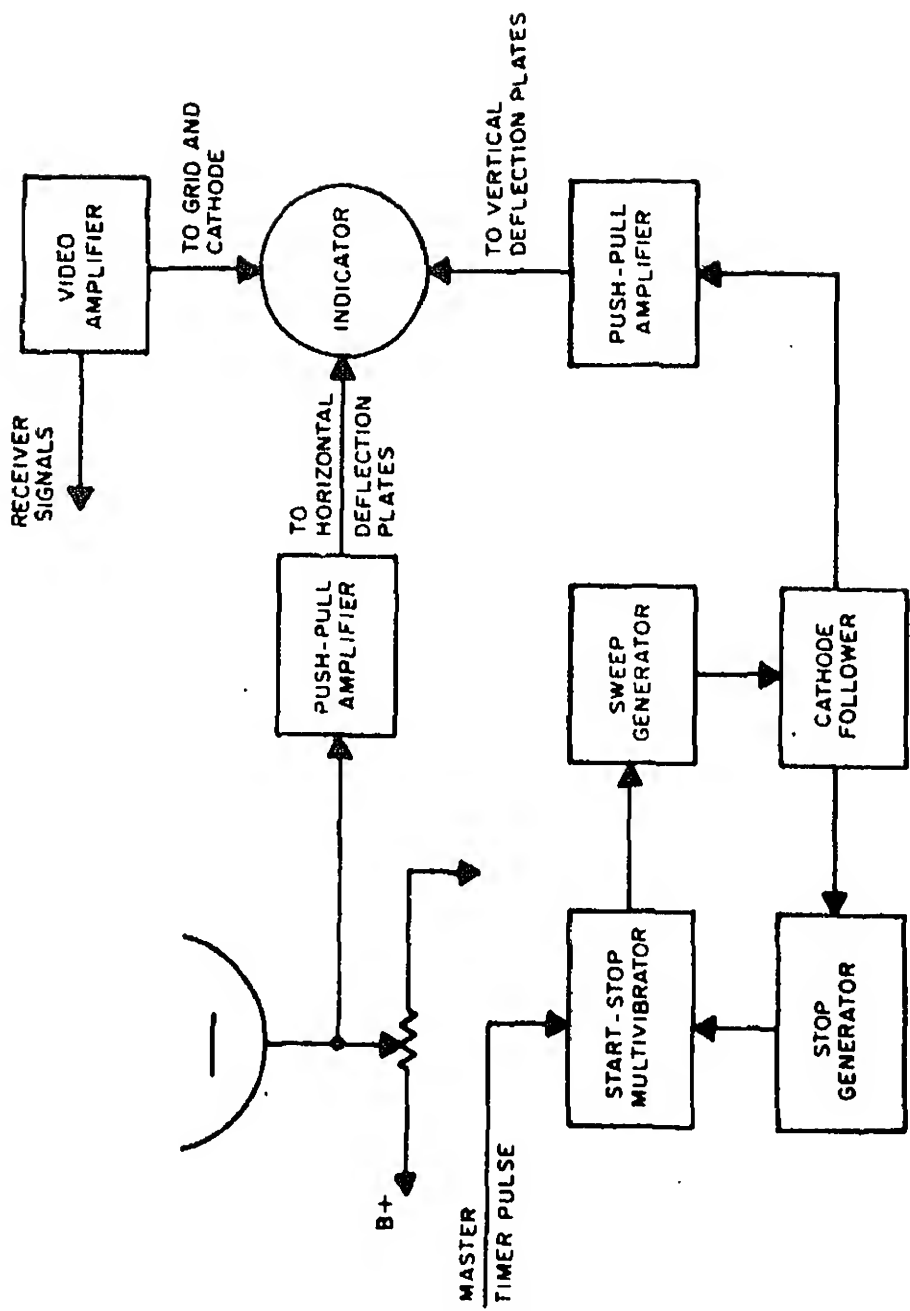 RECEIVER
SIGNALS
VIDEO
AMPLIFIER
TO GRID AND
CATHODE
INDICATOR
TO
HORIZONTAL
DEFLECTION
PLATES
PUSH-PULL
AMPLIFIER
B+
TO VERTICAL
DEFLECTION PLATES
PUSH-PULL
AMPLIFIER
MASTER
TIMER PULSE
START-STOP
MULTIVIBRATOR
SWEEP
GENERATOR
STOP
GENERATOR
CATHODE
FOLLOWER